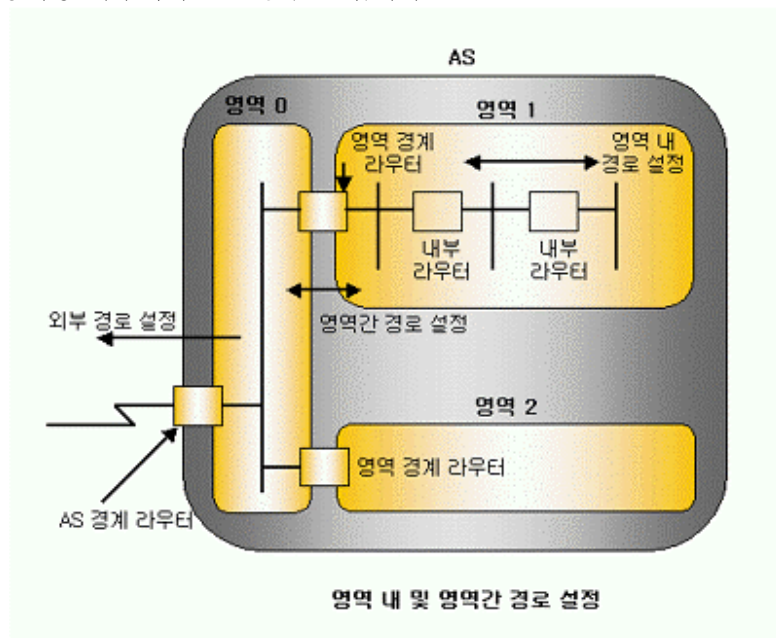 AS
영역 0
영역 1
영역 경계
라우터
영역 내
경로 설정
내부
라우터
내부
라우터
외부 경로 설정
영역간 경로 설정
영역 2
영역 경계 라우터
AS 경계 라우터
영역 내 및 영역간 경로 설정